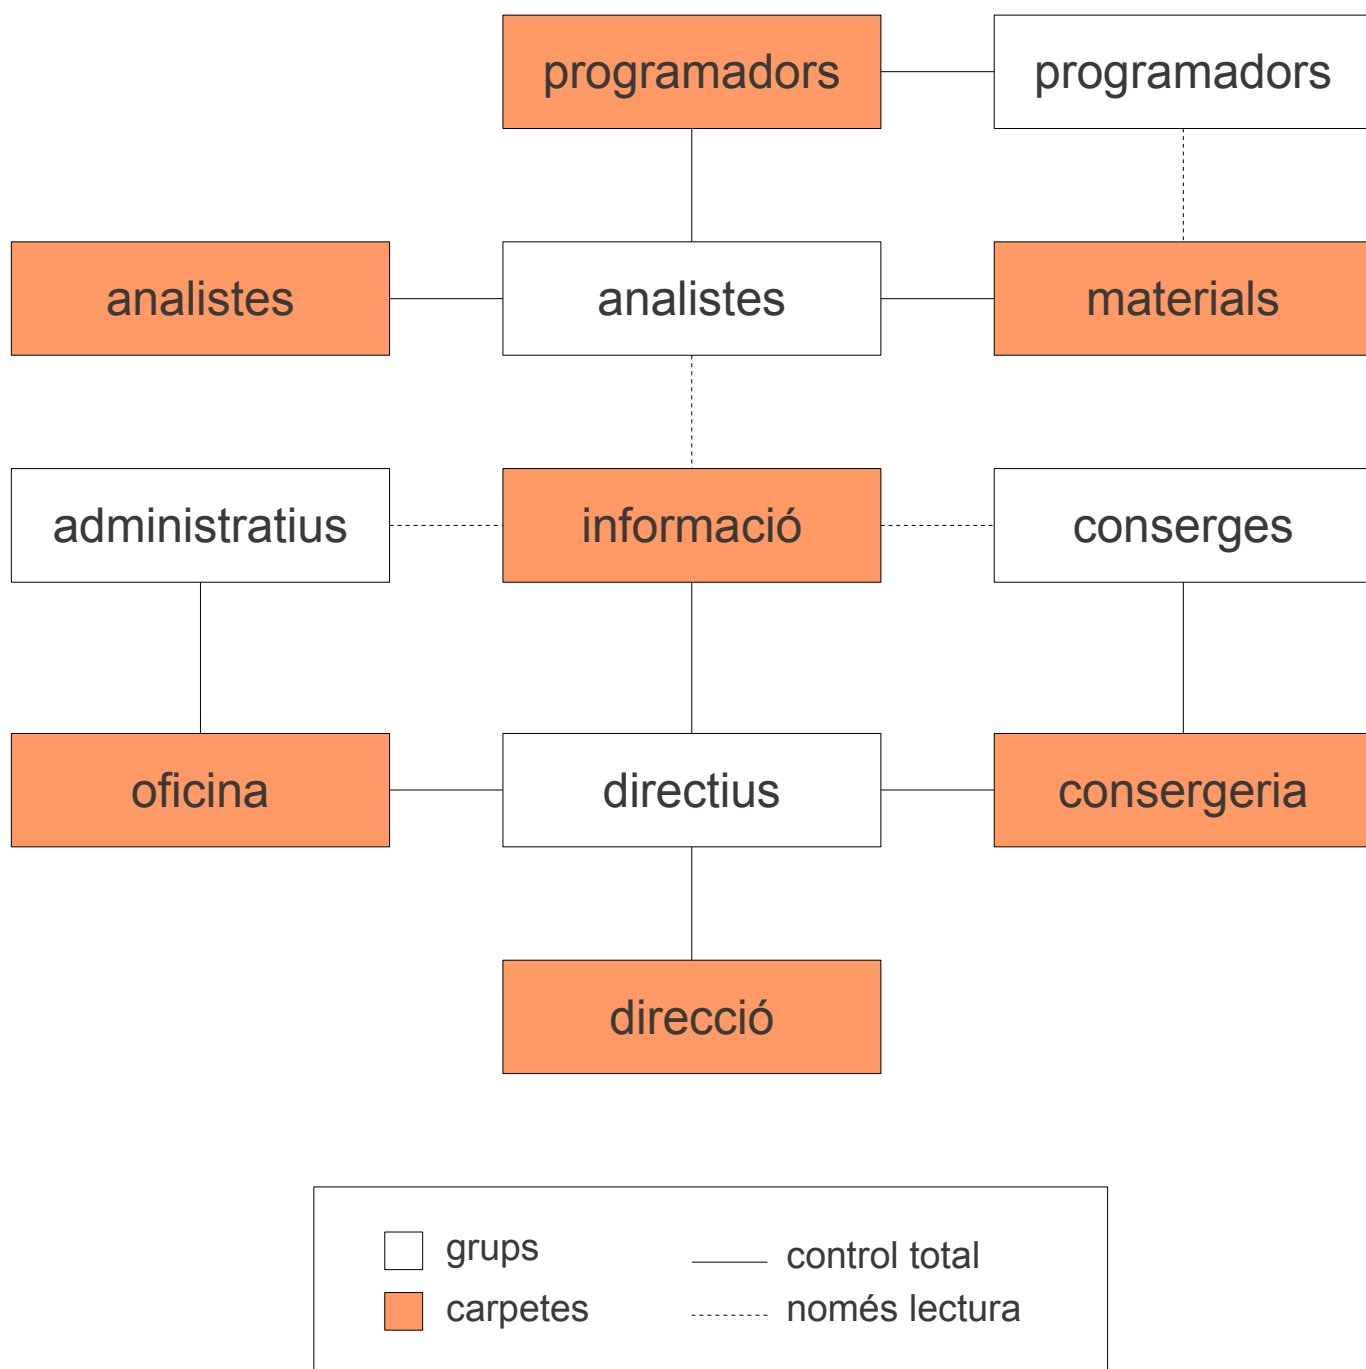 programadors
programadors
analistes
analistes
materials
administratius
informació
conserges
oficina
directius
consergeria
direcció
grups
control total
carpetes
només lectura